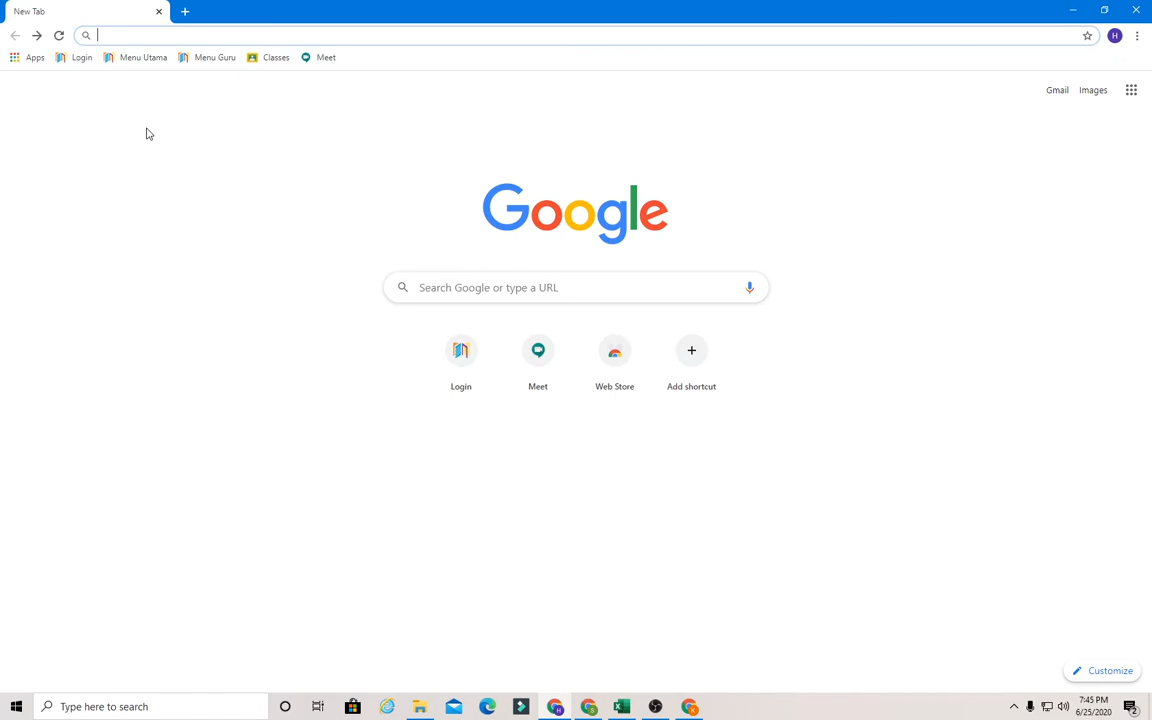 New Tab
Apps Login Menu Utama Menu Guru Classes Meet
H
Gmail Images
Google
Search Google or type a URL
Login Meet Web Store Add shortcut
Customize
Type here to search
7:45 PM
6/25/2020
2